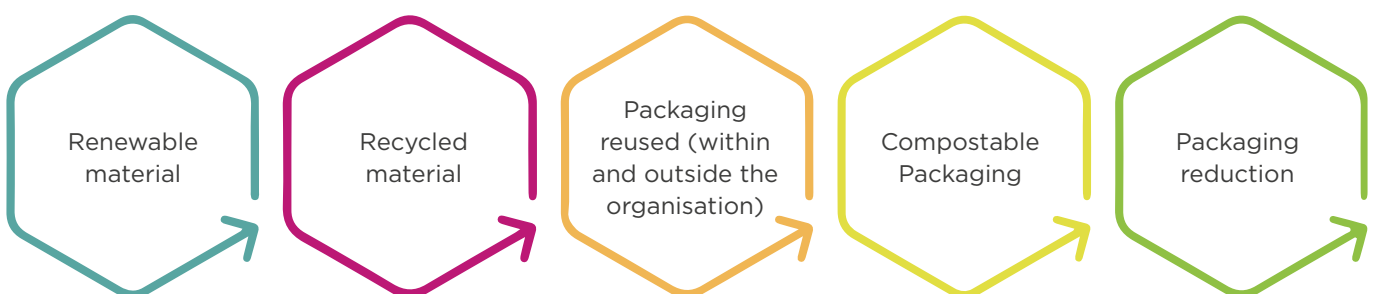 Renewable
material
Recycled
material
Packaging
reused (within
and outside the
organisation)
Compostable
Packaging
Packaging
reduction